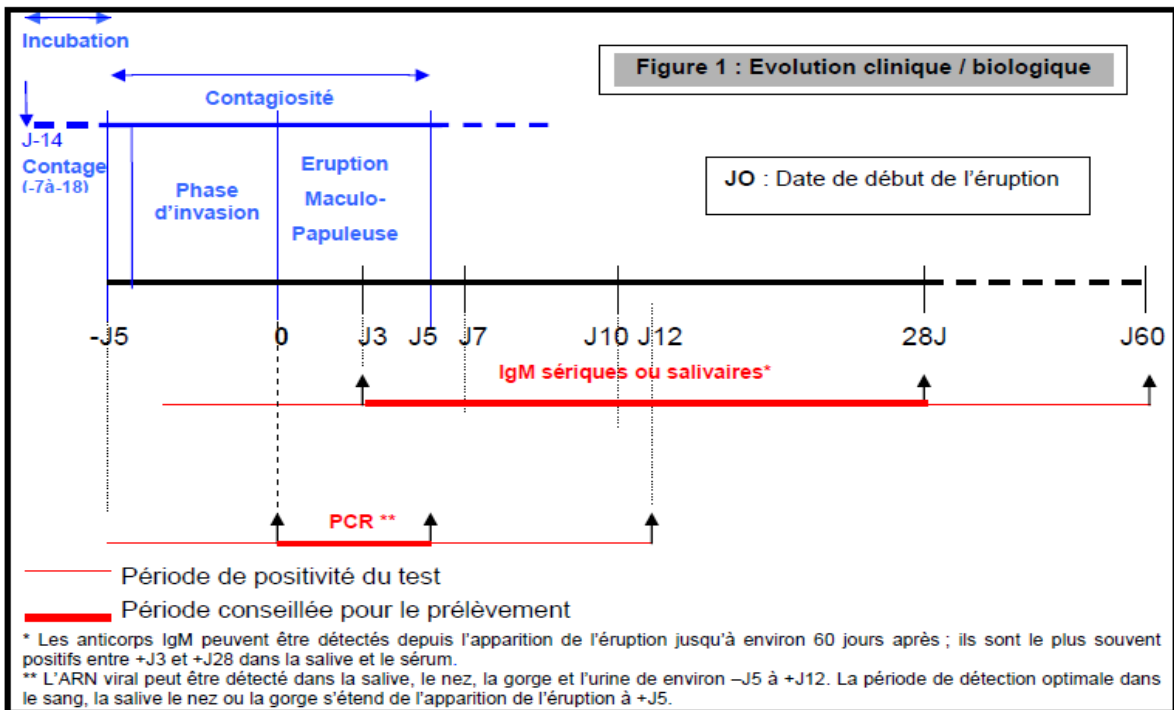 Incubation
Figure 1 : Evolution clinique / biologique
Contagiosité
J-14
Contage
(-7à-18)
Phase
d’invasion
Eruption
Maculo-
Papuleuse
JO : Date de début de l’éruption
-J5 0 J3 J5 J7 J10 J12 28J J60
IgM sériques ou salivaires*
PCR **
Période de positivité du test
Période conseillée pour le prélèvement
* Les anticorps IgM peuvent être détectés depuis l’apparition de l’éruption jusqu’à environ 60 jours après ; ils sont le plus souvent
positifs entre +J3 et +J28 dans la salive et le sérum.
** L’ARN viral peut être détecté dans la salive, le nez, la gorge et l’urine de environ –J5 à +J12. La période de détection optimale dans
le sang, la salive le nez ou la gorge s’étend de l’apparition de l’éruption à +J5.